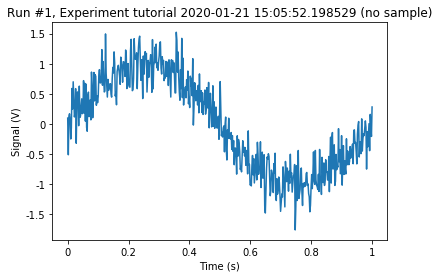 Run #1, Experiment tutorial 2020-01-21 15:05:52.198529 (no sample)
1.5
1
0.5
0
-0.5
-1
-1.5
Signal (V)
0 0.2 0.4 0.6 0.8 1
Time (s)